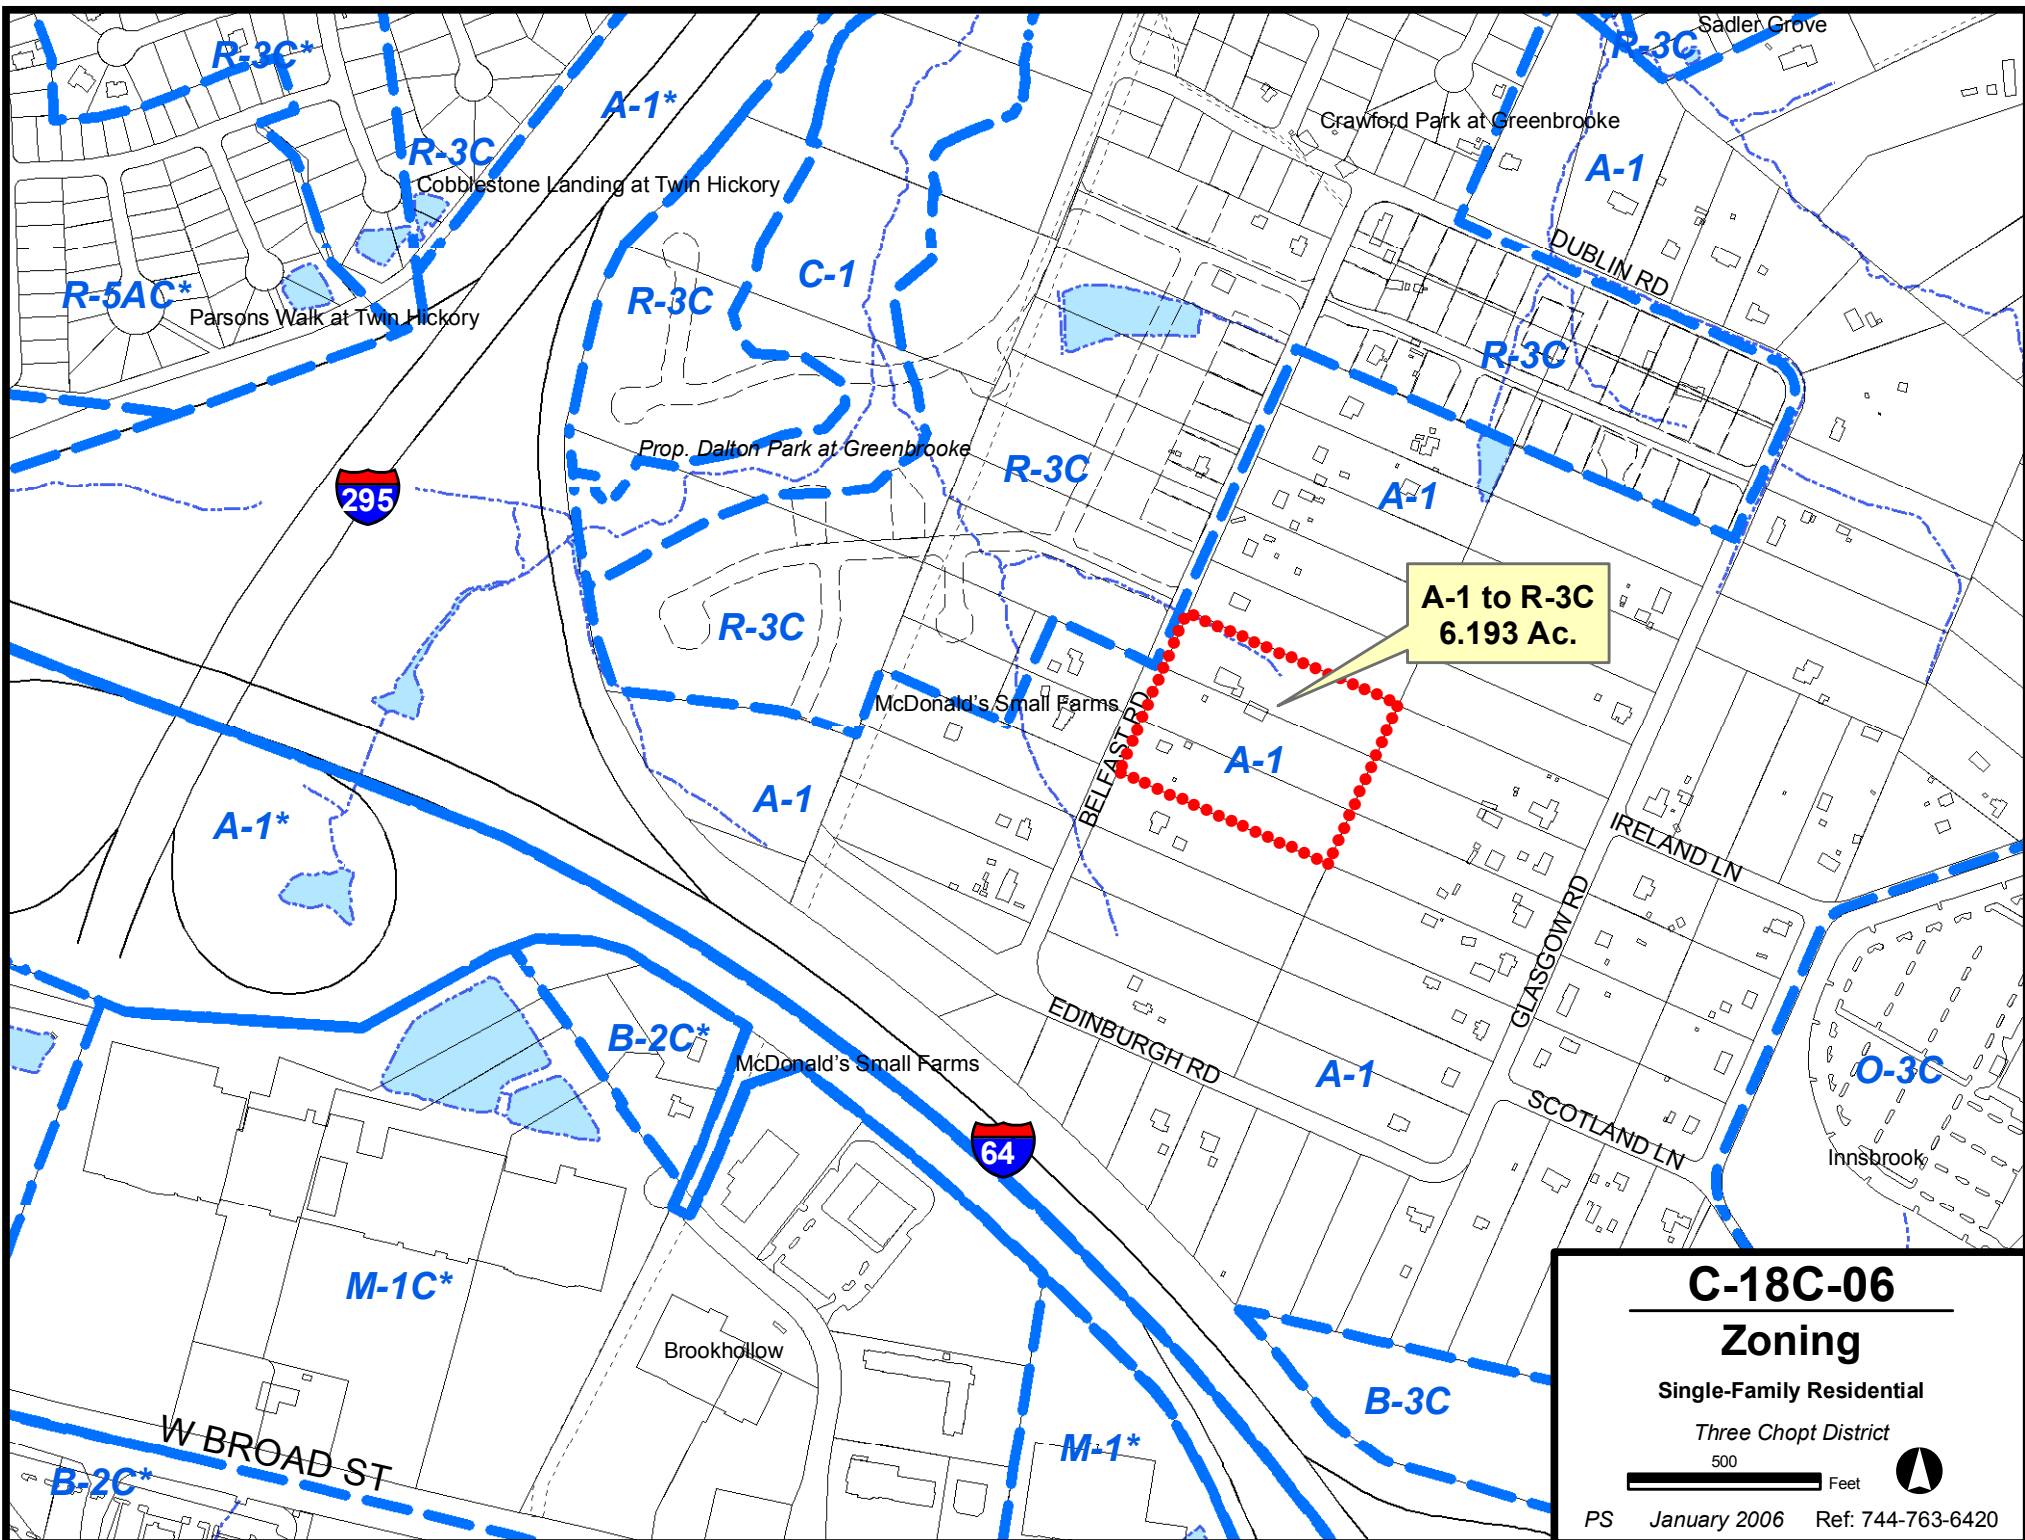 Sadler Grove
R-3C*
R-3C
A-1*
Crawford Park at Greenbrooke
R-3C
A-1
Cobblestone Landing at Twin Hickory
DUBLIN RD
C-1
R-5AC*
R-3C
Parsons Walk at Twin Hickory
R-3C
Prop. Dalton Park at Greenbrooke
R-3C
A-1
295
A-1 to R-3C
6.193 Ac.
R-3C
McDonald's Small Farms
BELFAST RD
A-1
A-1
A-1*
IRELAND LN
GLASGOW RD
EDINBURGH RD
B-2C*
McDonald's Small Farms
A-1
O-3C
SCOTLAND LN
64
Innsbrook
M-1C*
Brookhollow
B-3C
W BROAD ST
M-1*
B-2C*
C-18C-06
Zoning
Single-Family Residential
Three Chopt District
500
Feet
PS January 2006 Ref: 744-763-6420